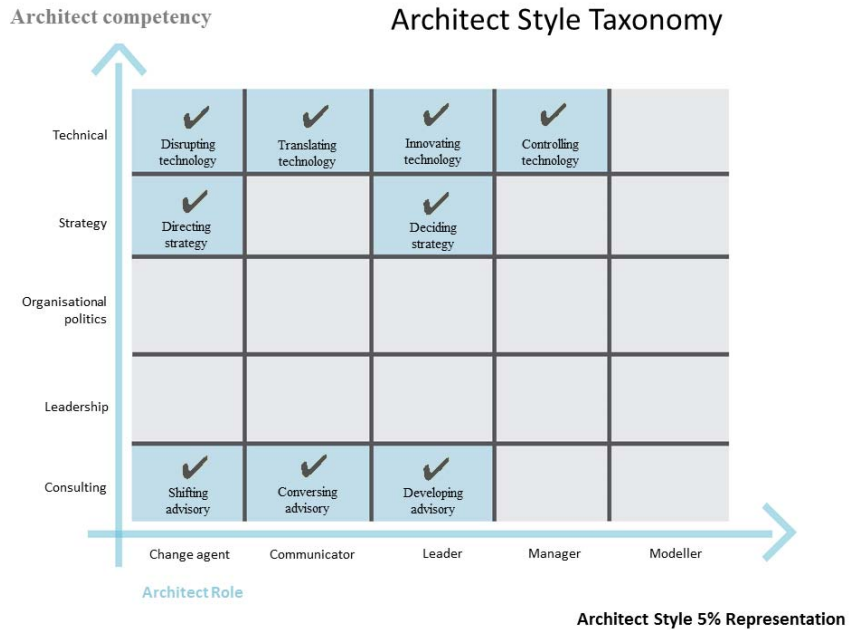 Architect competency
Architect Style Taxonomy
Technical
Disrupting
technology
Translating
technology
Innovating
technology
Controlling
technology
Strategy
Directing
strategy
Deciding
strategy
Organisational
politics
Leadership
Consulting
Shifting
advisory
Conversing
advisory
Developing
advisory
Change agent
Communicator
Leader
Manager
Modeller
Architect Role
Architect Style 5% Representation